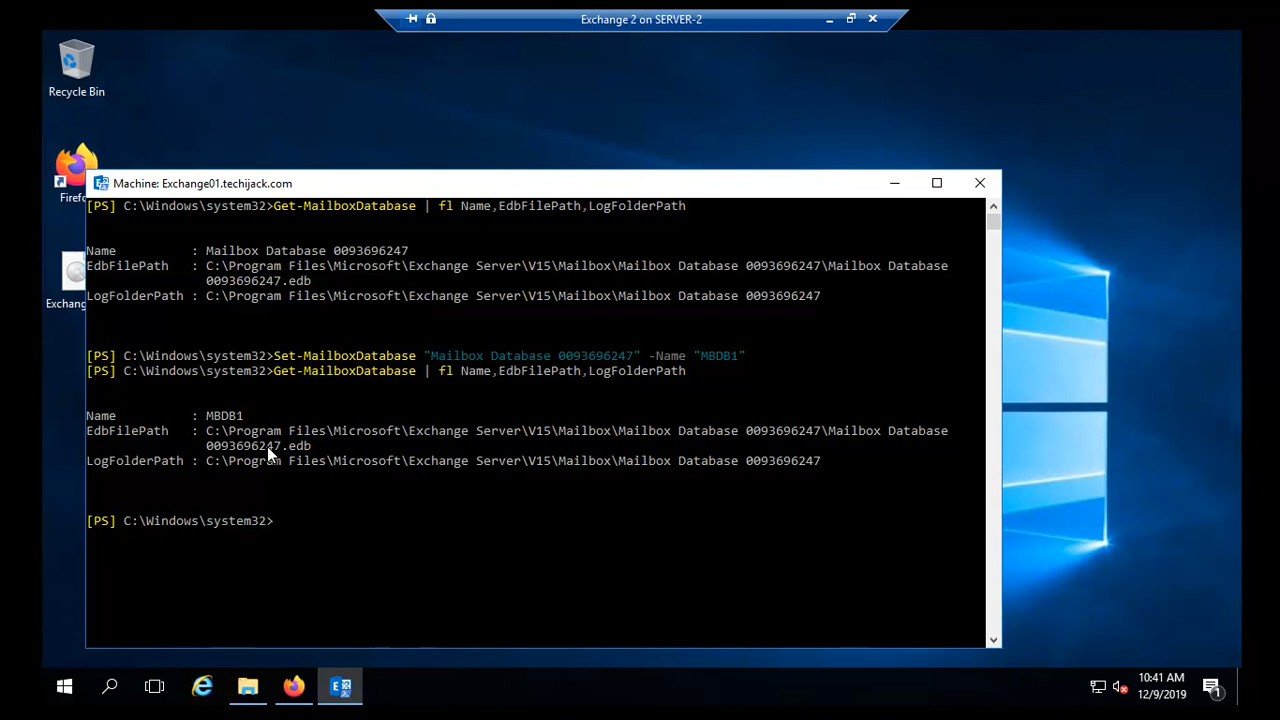 Exchange 2 on SERVER-2
Recycle Bin
Firefo
Exchang
Machine: Exchange01.techijack.com
[PS] C:\Windows\system32>Get-MailboxDatabase | fl Name,EdbFilePath,LogFolderPath
Name          : Mailbox Database 0093696247
EdbFilePath   : C:\Program Files\Microsoft\Exchange Server\V15\Mailbox\Mailbox Database 0093696247\Mailbox Database
0093696247.edb
LogFolderPath : C:\Program Files\Microsoft\Exchange Server\V15\Mailbox\Mailbox Database 0093696247
[PS] C:\Windows\system32>Set-MailboxDatabase "Mailbox Database 0093696247" -Name "MBDB1"
[PS] C:\Windows\system32>Get-MailboxDatabase | fl Name,EdbFilePath,LogFolderPath
Name          : MBDB1
EdbFilePath   : C:\Program Files\Microsoft\Exchange Server\V15\Mailbox\Mailbox Database 0093696247\Mailbox Database
0093696247.edb
LogFolderPath : C:\Program Files\Microsoft\Exchange Server\V15\Mailbox\Mailbox Database 0093696247
[PS] C:\Windows\system32>
10:41 AM
12/9/2019
1